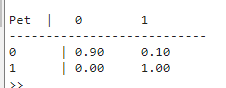 Pet | 0 1
---------------------------
0 | 0.90 0.10
1 | 0.00 1.00
>>